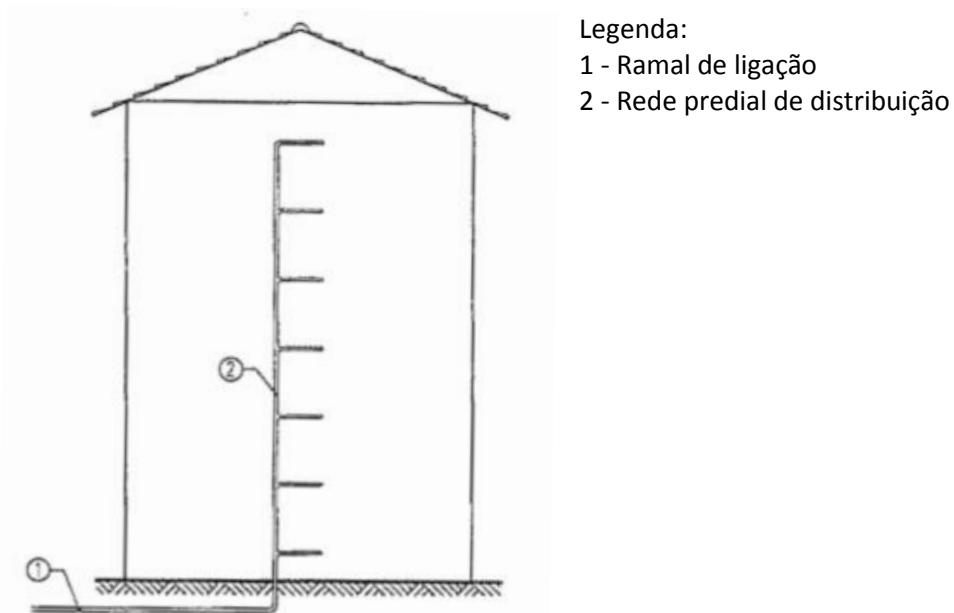 Legenda:
1 - Ramal de ligação
2 - Rede predial de distribuição
2
1